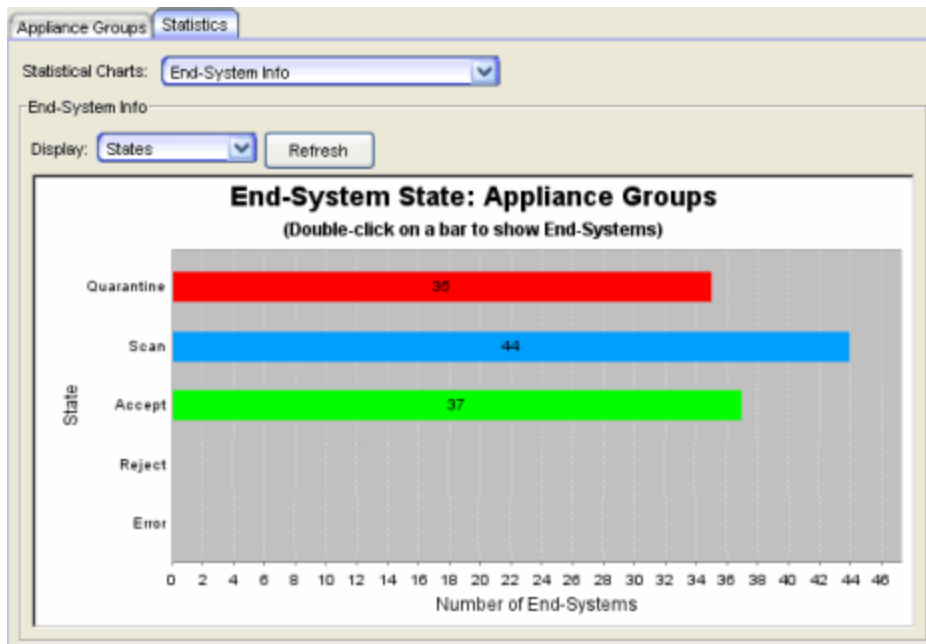 Appliance Groups Statistics
Statistical Charts: End-System Info
End-System Info
Display: States Refresh
End-System State: Appliance Groups
(Double-click on a bar to show End-Systems)
Quarantine 35
Scan 44
Accept 37
Reject
Error
State
0 2 4 6 8 10 12 14 16 18 20 22 24 26 28 30 32 34 36 38 40 42 44 46
Number of End-Systems